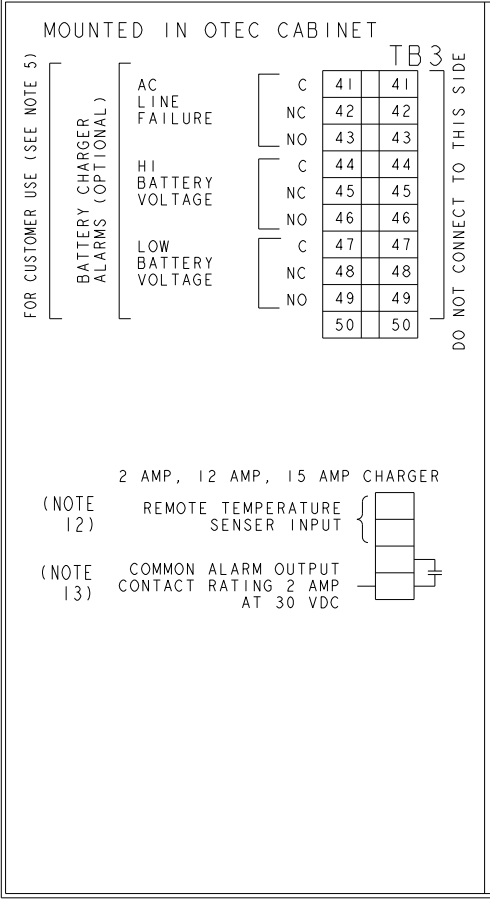 MOUNTED IN OTEC CABINET
TB3
FOR CUSTOMER USE (SEE NOTE 5)
BATTERY CHARGER
ALARMS (OPTIONAL)
AC
LINE
FAILURE
C 41 41
NC 42 42
NO 43 43
HI
BATTERY
VOLTAGE
C 44 44
NC 45 45
NO 46 46
LOW
BATTERY
VOLTAGE
C 47 47
NC 48 48
NO 49 49
50 50
DO NOT CONNECT TO THIS SIDE
2 AMP, 12 AMP, 15 AMP CHARGER
(NOTE
12)
REMOTE TEMPERATURE
SENSER INPUT
(NOTE
13)
COMMON ALARM OUTPUT
CONTACT RATING 2 AMP
AT 30 VDC